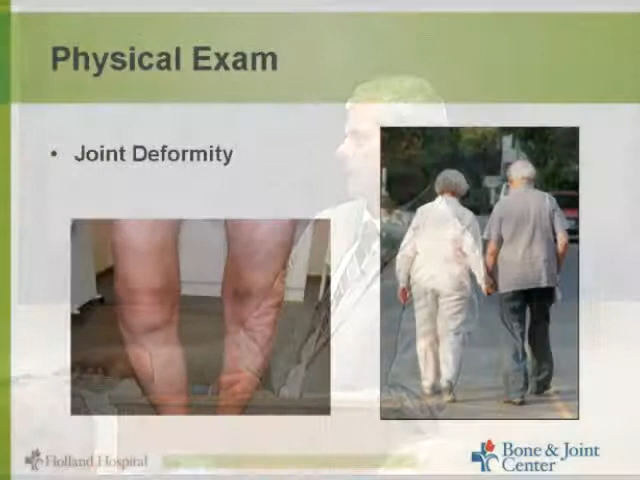 Physical Exam
• Joint Deformity
Holland Hospital
Bone & Joint
Center